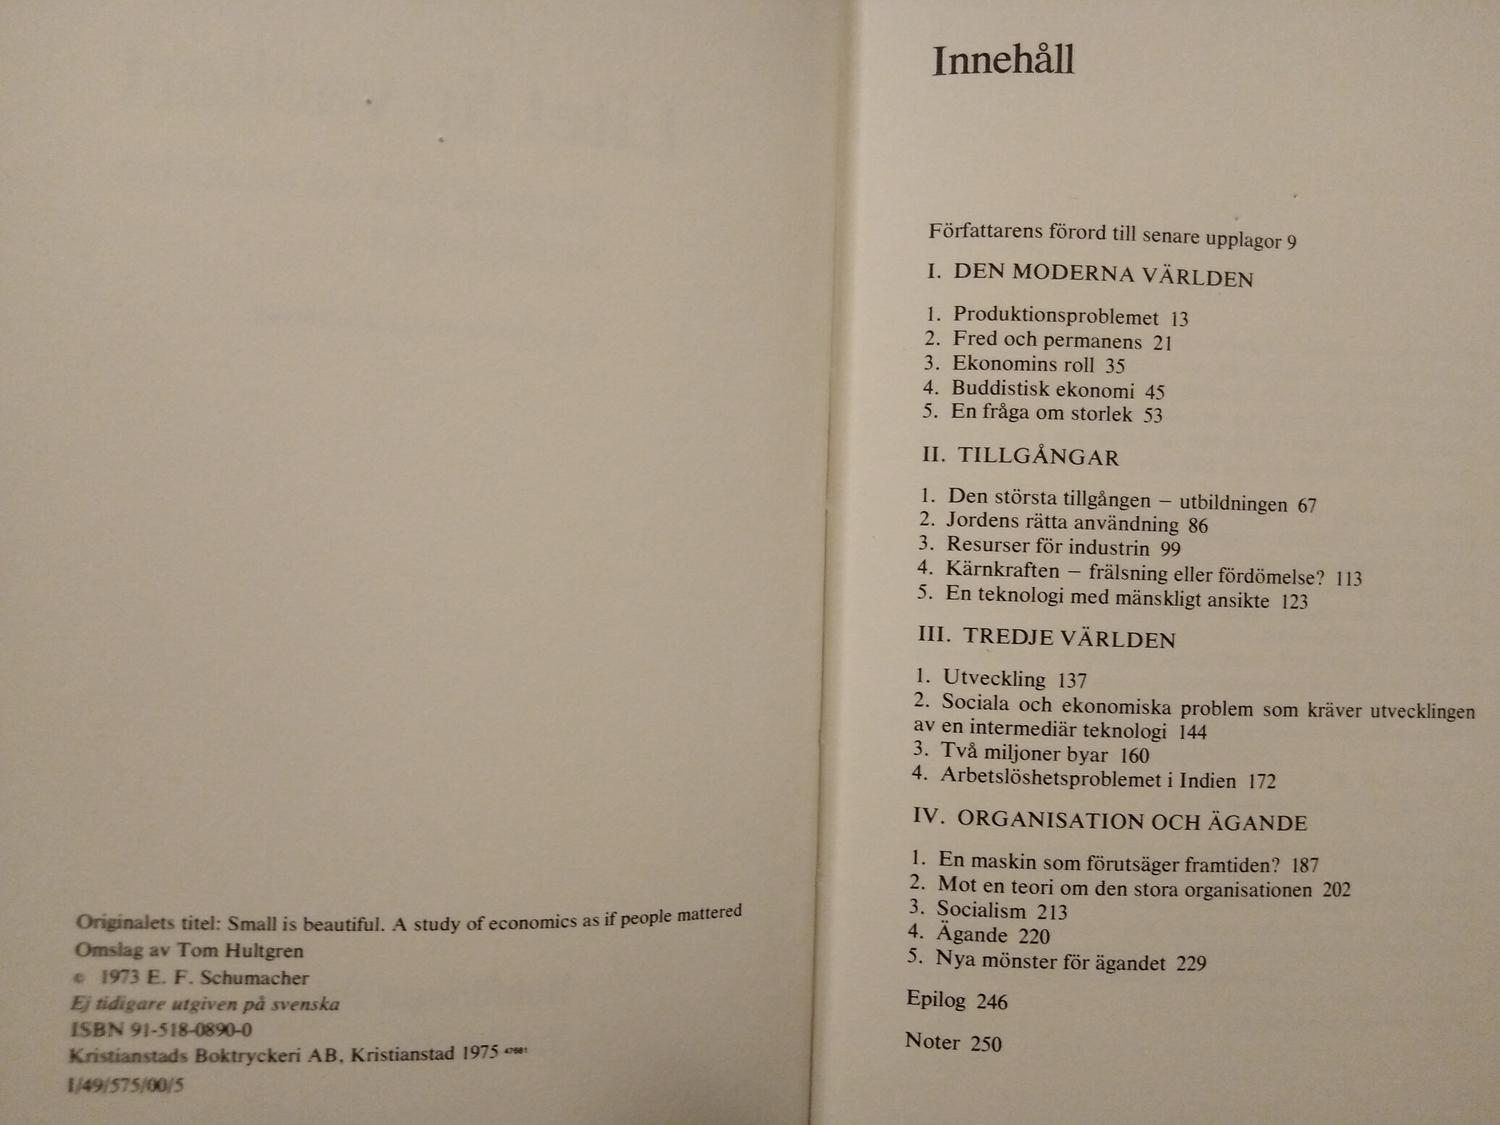 Originalets titel: Small is beautiful. A study of economics as if people mattered
Omslag av Tom Hultgren
© 1973 E. F. Schumacher
Ej tidigare utgiven på svenska
ISBN 91-518-0890-0
Kristianstads Boktryckeri AB, Kristianstad 1975
1/49/575/00/5
Innehåll
Författarens förord till senare upplagor 9
I. DEN MODERNA VÄRLDEN
1. Produktionsproblemet 13
2. Fred och permanens 21
3. Ekonomins roll 35
4. Buddistisk ekonomi 45
5. En fråga om storlek 53
II. TILLGÅNGAR
1. Den största tillgången – utbildningen 67
2. Jordens rätta användning 86
3. Resurser för industrin 99
4. Kärnkraften – frälsning eller fördömelse? 113
5. En teknologi med mänskligt ansikte 123
III. TREDJE VÄRLDEN
1. Utveckling 137
2. Sociala och ekonomiska problem som kräver utvecklingen
av en intermediär teknologi 144
3. Två miljoner byar 160
4. Arbetslöshetsproblemet i Indien 172
IV. ORGANISATION OCH ÄGANDE
1. En maskin som förutsäger framtiden? 187
2. Mot en teori om den stora organisationen 202
3. Socialism 213
4. Ägande 220
5. Nya mönster för ägandet 229
Epilog 246
Noter 250